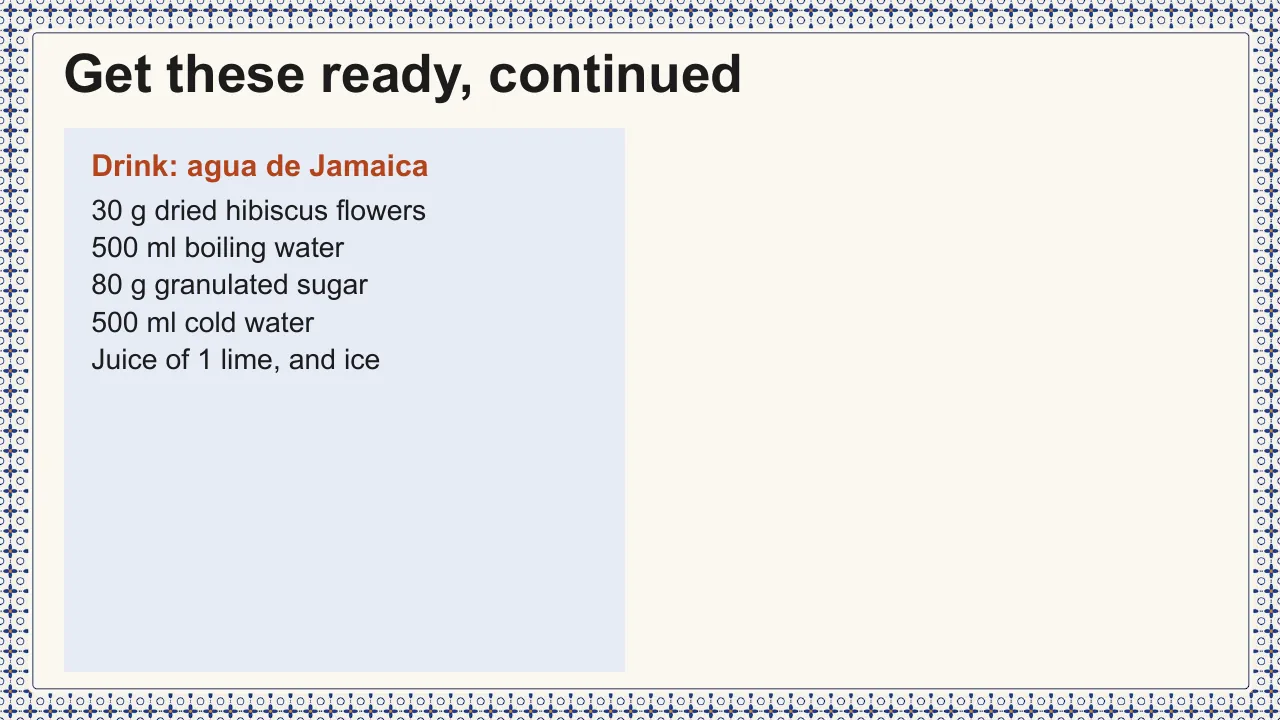 Get these ready, continued
Drink: agua de Jamaica
30 g dried hibiscus flowers
500 ml boiling water
80 g granulated sugar
500 ml cold water
Juice of 1 lime, and ice